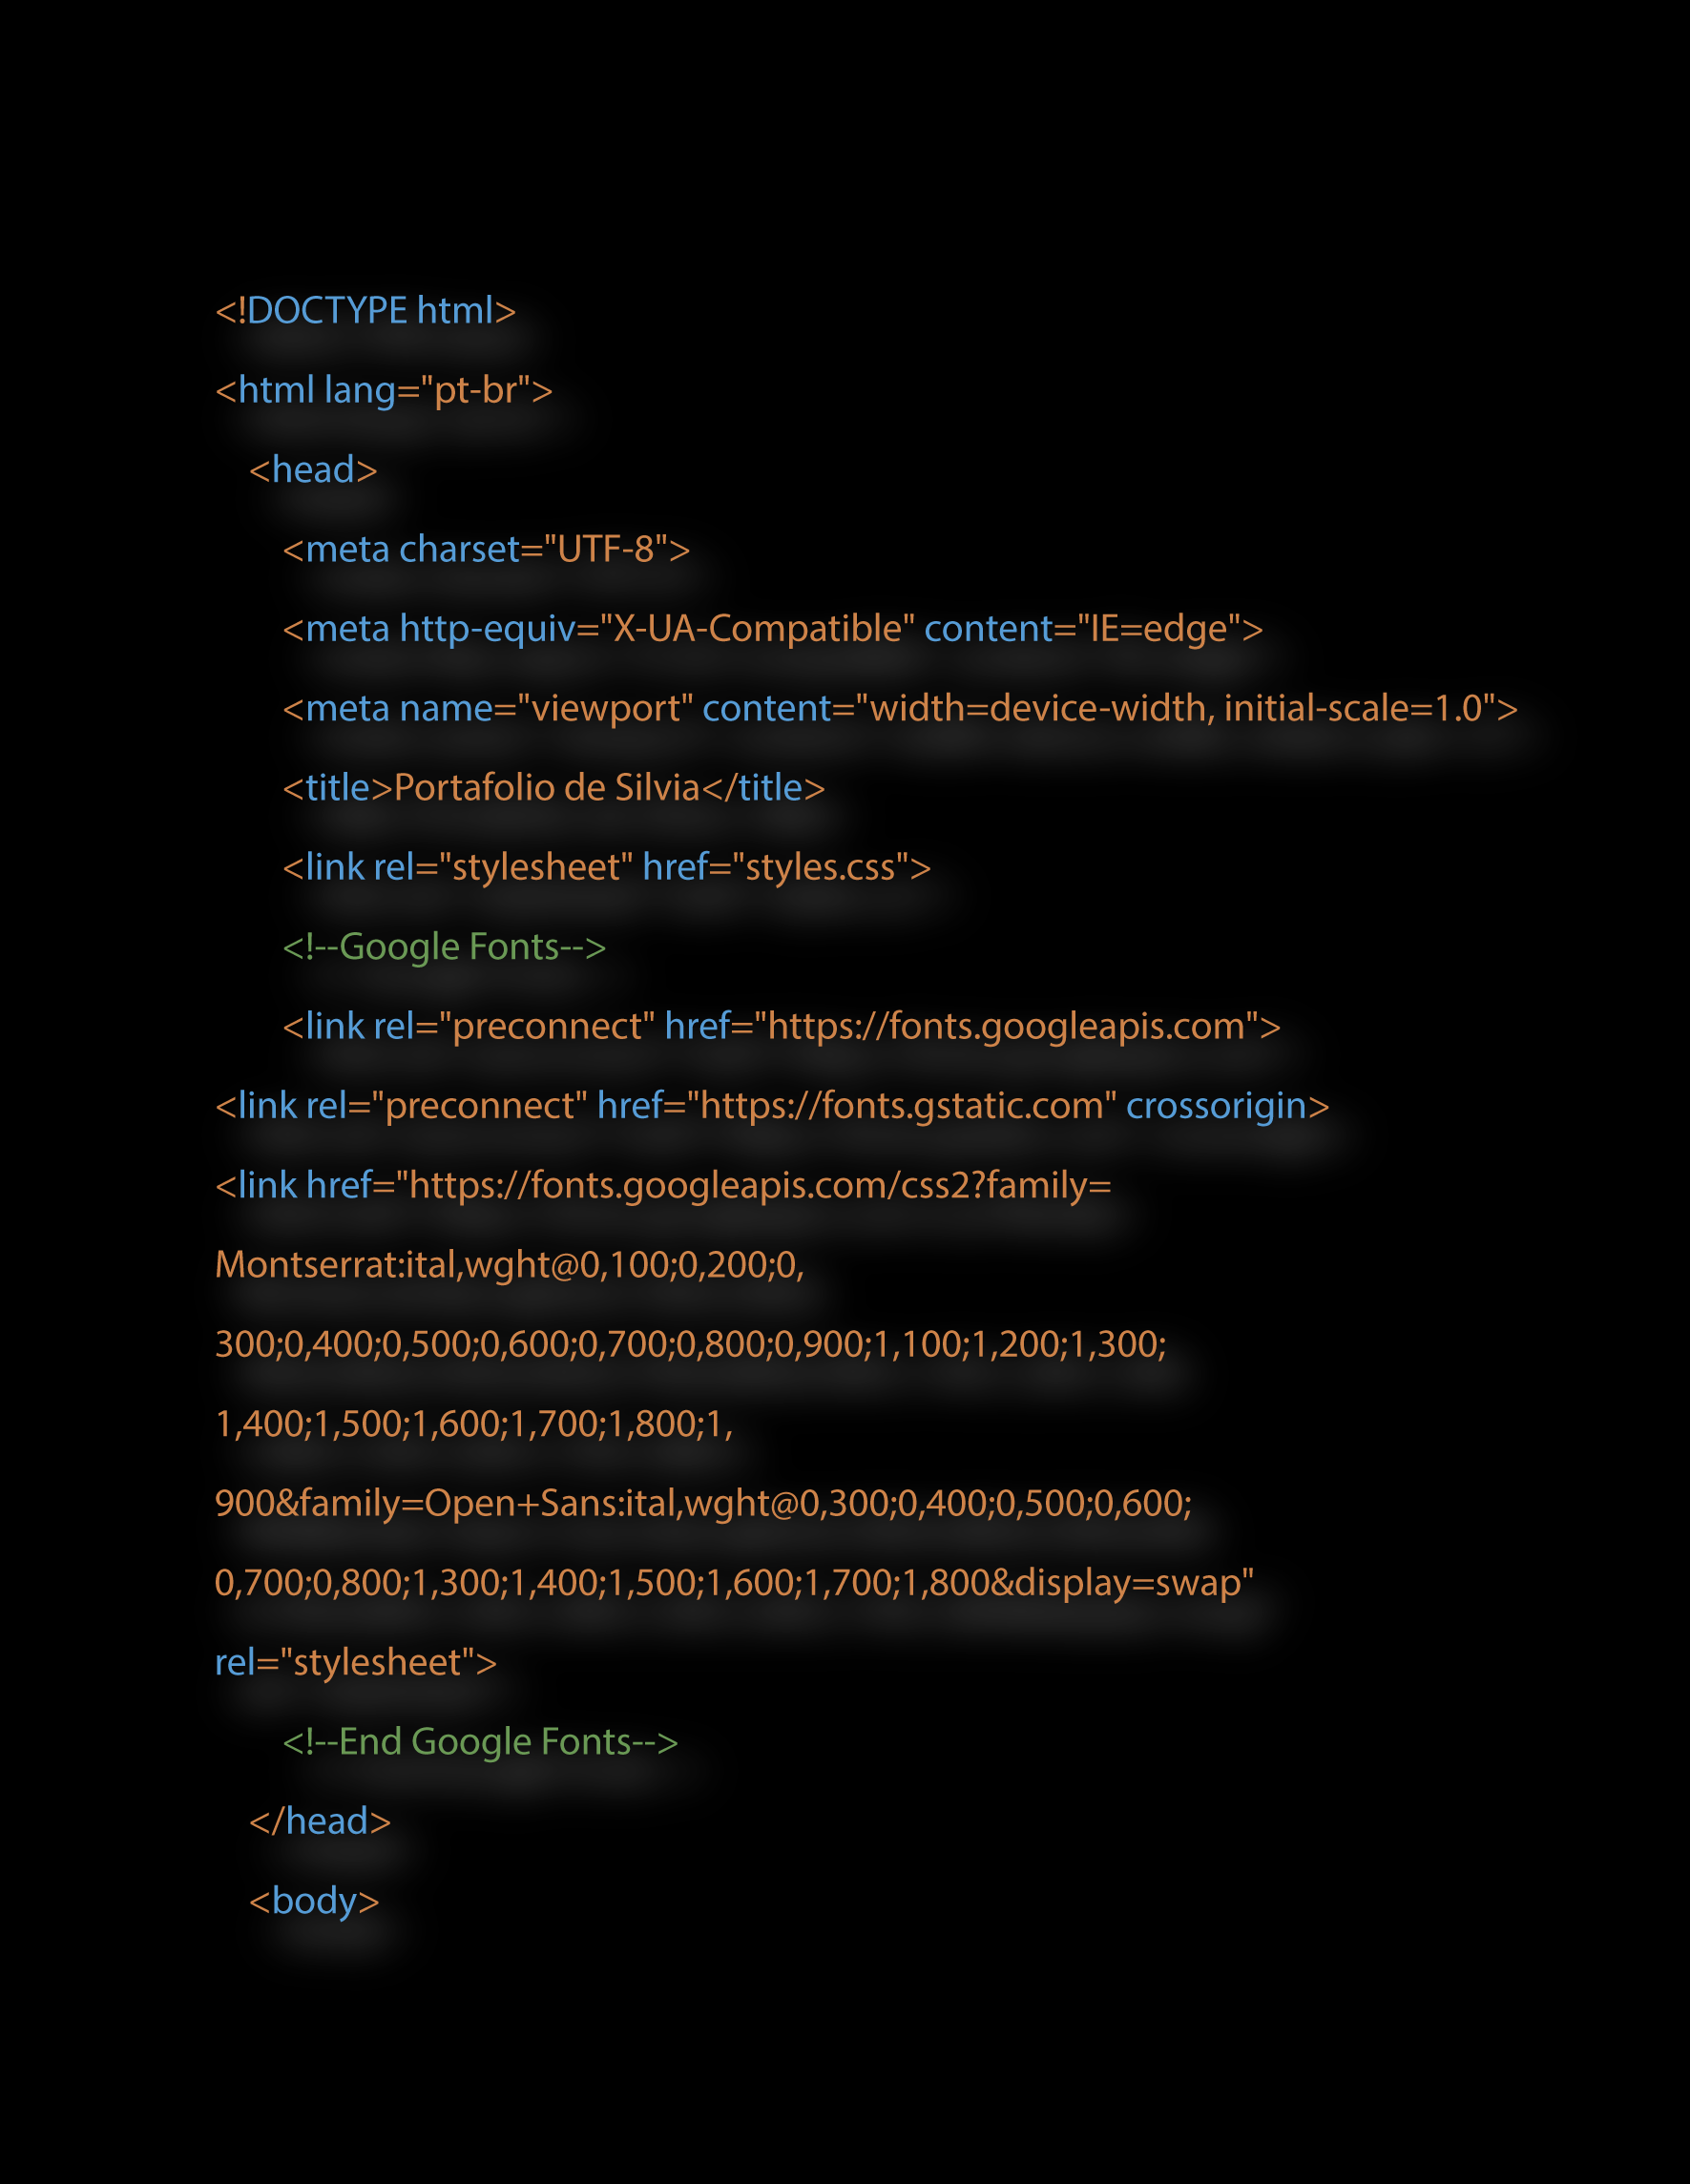 <!DOCTYPE html>
<html lang="pt-br">
<head>
<meta charset="UTF-8">
<meta http-equiv="X-UA-Compatible" content="IE=edge">
<meta name="viewport" content="width=device-width, initial-scale=1.0">
<title>Portafolio de Silvia</title>
<link rel="stylesheet" href="styles.css">
<!--Google Fonts-->
<link rel="preconnect" href="https://fonts.googleapis.com">
<link rel="preconnect" href="https://fonts.gstatic.com" crossorigin>
<link href="https://fonts.googleapis.com/css2?family=
Montserrat:ital,wght@0,100;0,200;0,
300;0,400;0,500;0,600;0,700;0,800;0,900;1,100;1,200;1,300;
1,400;1,500;1,600;1,700;1,800;1,
900&family=Open+Sans:ital,wght@0,300;0,400;0,500;0,600;
0,700;0,800;1,300;1,400;1,500;1,600;1,700;1,800&display=swap"
rel="stylesheet">
<!--End Google Fonts-->
</head>
<body>